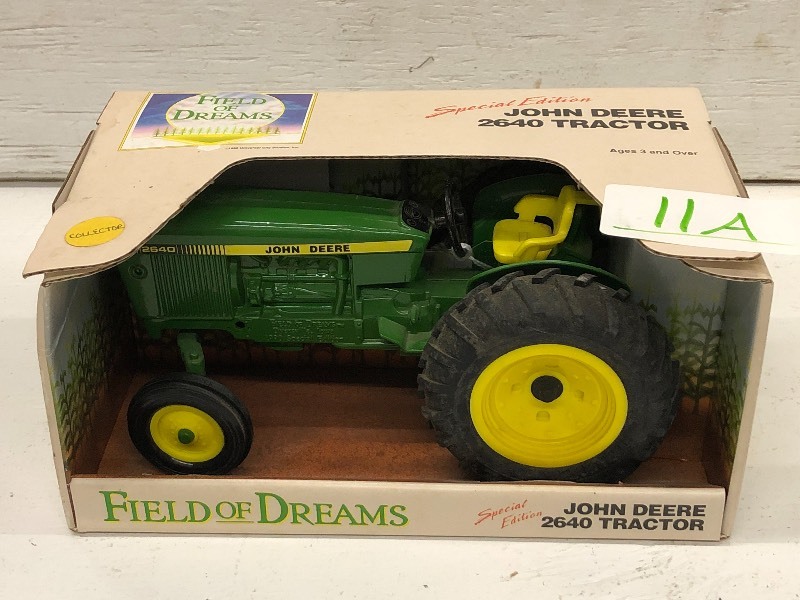 FIELD
OF
DREAMS
Special Edition
JOHN DEERE
2640 TRACTOR
Ages 3 and Over
COLLECTOR
11A
2640
JOHN DEERE
FIELD OF DREAMS
Special
Edition
JOHN DEERE
2640 TRACTOR